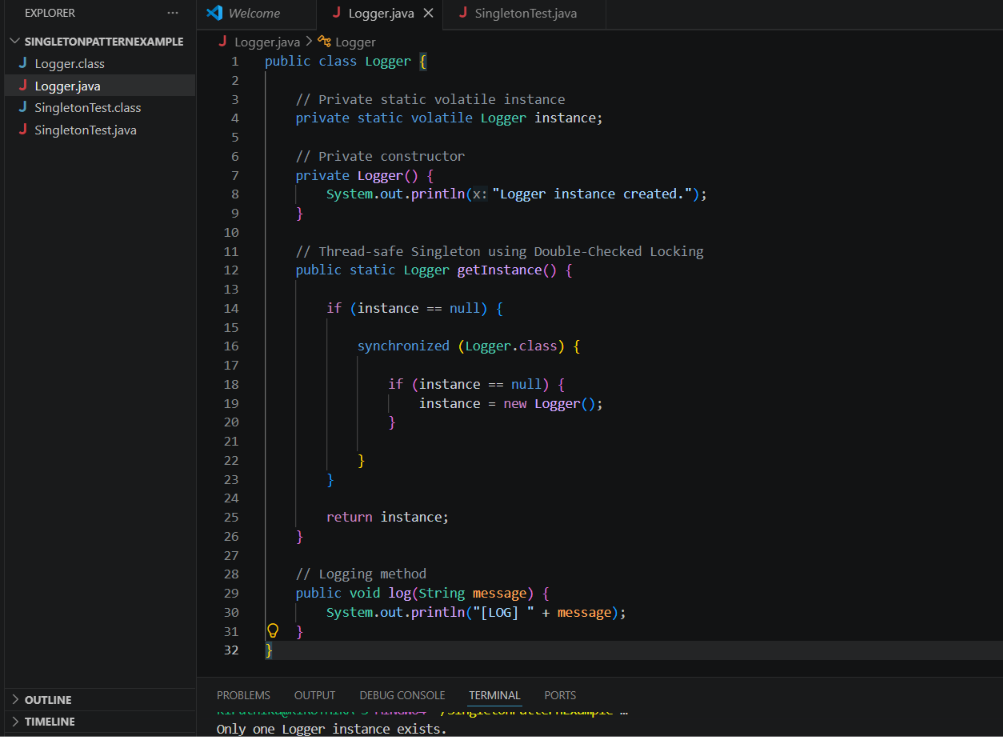 EXPLORER
...
SINGLETONPATTERNEXAMPLE
J Logger.class
J Logger.java
J SingletonTest.class
J SingletonTest.java
OUTLINE
TIMELINE
Welcome
J Logger.java
J SingletonTest.java
J Logger.java > Logger
1 public class Logger {
2
3 // Private static volatile instance
4 private static volatile Logger instance;
5
6 // Private constructor
7 private Logger() {
8 System.out.println(x: "Logger instance created.");
9 }
10
11 // Thread-safe Singleton using Double-Checked Locking
12 public static Logger getInstance() {
13
14 if (instance == null) {
15
16 synchronized (Logger.class) {
17
18 if (instance == null) {
19 instance = new Logger();
20 }
21
22 }
23 }
24
25 return instance;
26 }
27
28 // Logging method
29 public void log(String message) {
30 System.out.println("[LOG] " + message);
31 }
32 }
PROBLEMS OUTPUT DEBUG CONSOLE TERMINAL PORTS
Only one Logger instance exists.